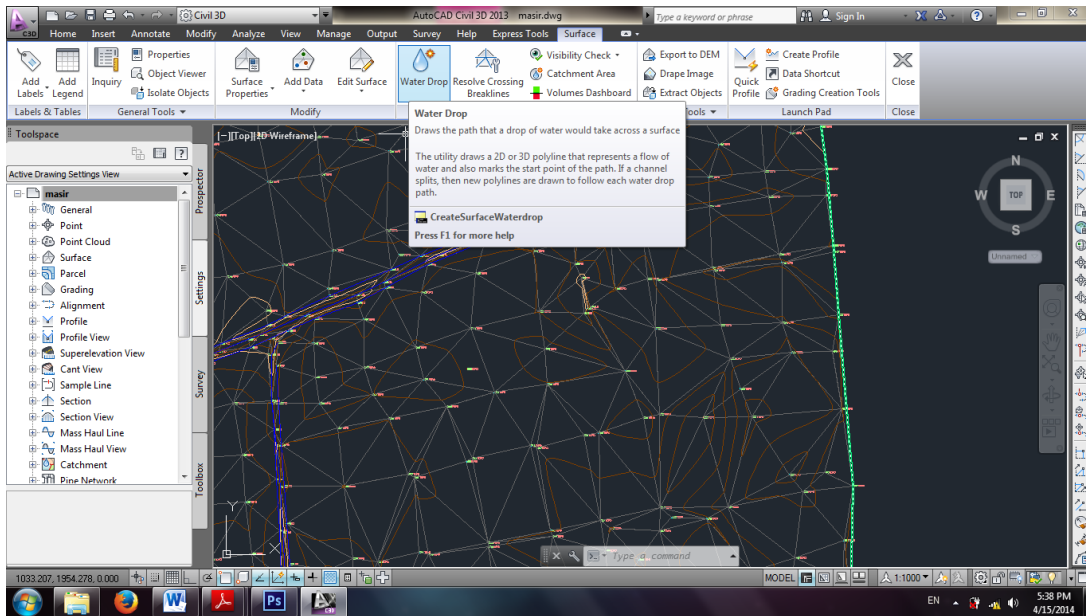 Civil 3D
AutoCAD Civil 3D 2013 masir.dwg
Type a keyword or phrase
Sign In
C3D
Home Insert Annotate Modify Analyze View Manage Output Survey Help Express Tools Surface
Add Labels
Add Legend
Inquiry
Properties
Object Viewer
Isolate Objects
Surface Properties
Add Data
Edit Surface
Water Drop
Resolve Crossing Breaklines
Visibility Check
Catchment Area
Volumes Dashboard
Export to DEM
Drape Image
Extract Objects
Quick Profile
Create Profile
Data Shortcut
Grading Creation Tools
Close
Labels & Tables
General Tools
Modify
Tools
Launch Pad
Close
Water Drop
Draws the path that a drop of water would take across a surface
The utility draws a 2D or 3D polyline that represents a flow of
water and also marks the start point of the path. If a channel
splits, then new polylines are drawn to follow each water drop
path.
CreateSurfaceWaterdrop
Press F1 for more help
Toolspace
Active Drawing Settings View
masir
General
Point
Point Cloud
Surface
Parcel
Grading
Alignment
Profile
Profile View
Superelevation View
Cant View
Sample Line
Section
Section View
Mass Haul Line
Mass Haul View
Catchment
Pipe Network
Prospector
Settings
Survey
Toolbox
[-][Top][2D Wireframe]
N
W TOP E
S
Unnamed
Y
X
Type a command
1033.207, 1954.278, 0.000
MODEL
1:1000
W
Ps
C3D
EN
5:38 PM
4/15/2014